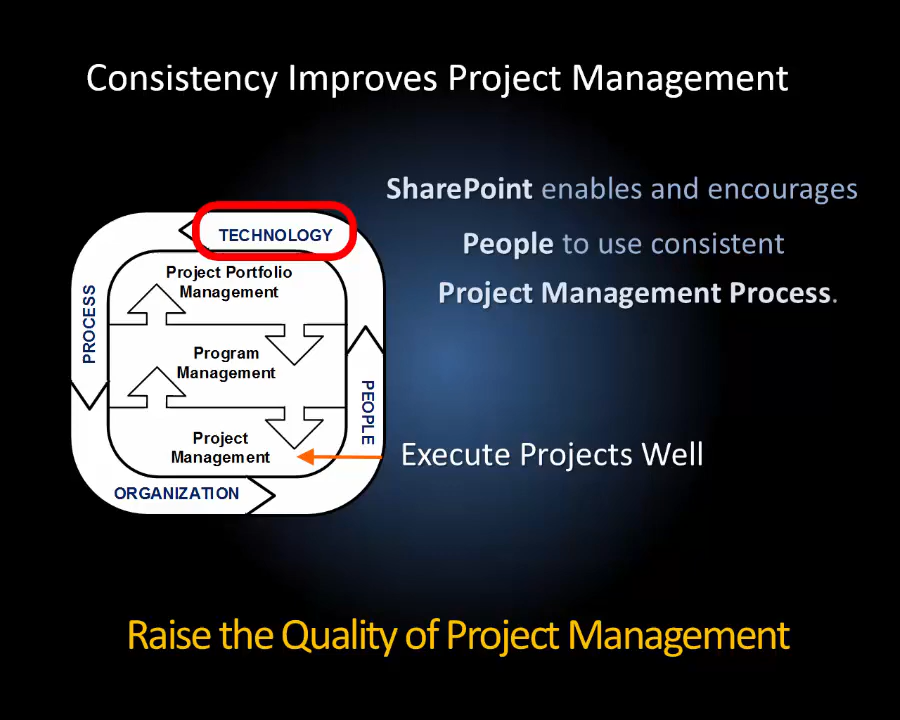 Consistency Improves Project Management
SharePoint enables and encourages
People to use consistent
Project Management Process.
TECHNOLOGY
Project Portfolio
Management
PROCESS
Program
Management
PEOPLE
Project
Management
Execute Projects Well
ORGANIZATION
Raise the Quality of Project Management